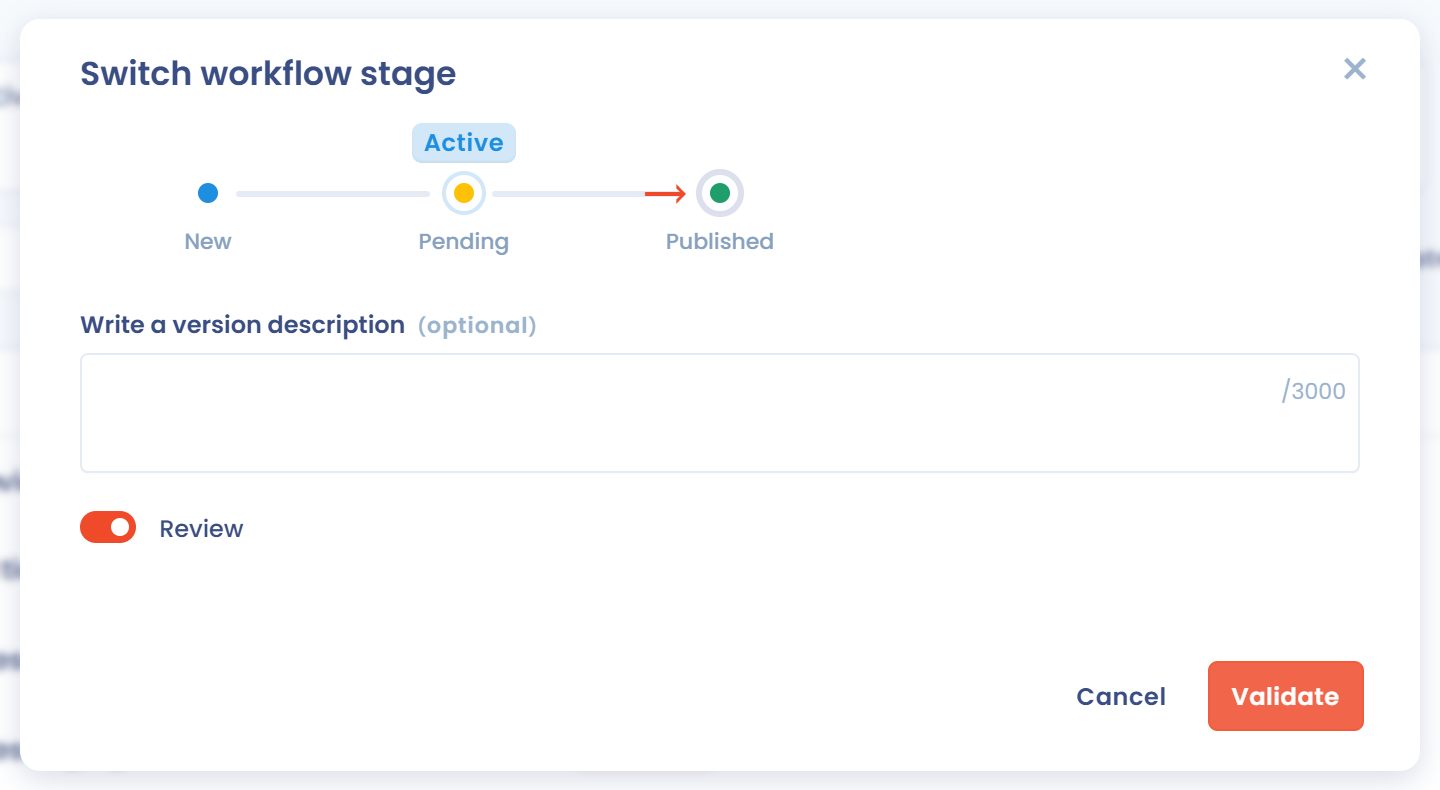 Switch workflow stage
Active
New Pending Published
Write a version description (optional)
/3000
Review
Cancel Validate